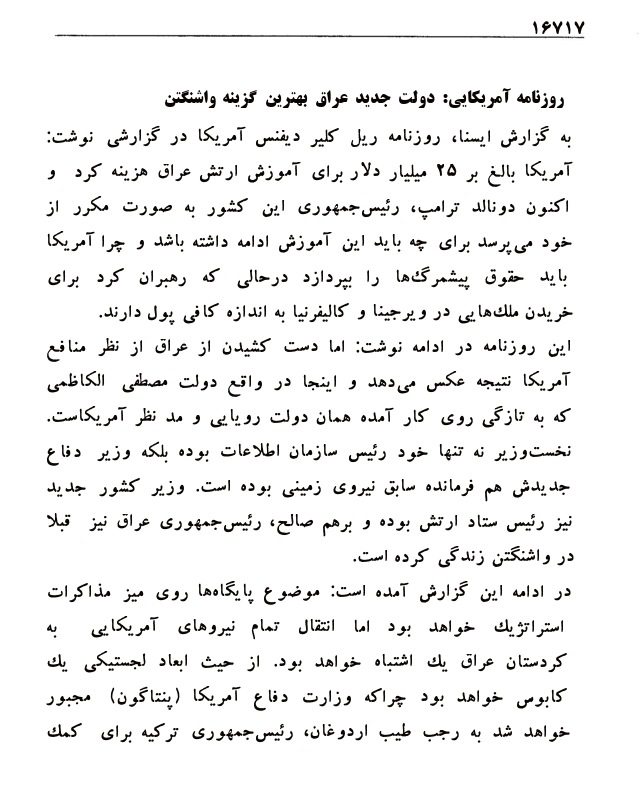 ۱۶۷۱۷
روزنامه آمریکایی: دولت جدید عراق بهترین گزینه واشنگتن
به گزارش ایسنا، روزنامه ریل کلیر دیفنس آمریکا در گزارشی نوشت:
آمریکا بالغ بر ۲۵ میلیار دلار برای آموزش ارتش عراق هزینه کرد و
اکنون دونالد ترامپ، رئیس‌جمهوری این کشور به صورت مکرر از
خود می‌پرسد برای چه باید این آموزش ادامه داشته باشد و چرا آمریکا
باید حقوق پیشمرگ‌ها را بپردازد درحالی که رهبران کرد برای
خریدن ملك‌هایی در ویرجینا و کالیفرنیا به اندازه کافی پول دارند.
این روزنامه در ادامه نوشت: اما دست کشیدن از عراق از نظر منافع
آمریکا نتیجه عکس می‌دهد و اینجا در واقع دولت مصطفی الکاظمی
که به تازگی روی کار آمده همان دولت رویایی و مد نظر آمریکاست.
نخست‌وزیر نه تنها خود رئیس سازمان اطلاعات بوده بلکه وزیر دفاع
جدیدش هم فرمانده سابق نیروی زمینی بوده است. وزیر کشور جدید
نیز رئیس ستاد ارتش بوده و برهم صالح، رئیس‌جمهوری عراق نیز قبلا
در واشنگتن زندگی کرده است.
در ادامه این گزارش آمده است: موضوع پایگاه‌ها روی میز مذاکرات
استراتژیك خواهد بود اما انتقال تمام نیروهای آمریکایی به
کردستان عراق یك اشتباه خواهد بود. از حیث ابعاد لجستیکی یك
کابوس خواهد بود چراکه وزارت دفاع آمریکا (پنتاگون) مجبور
خواهد شد به رجب طیب اردوغان، رئیس‌جمهوری ترکیه برای کمك